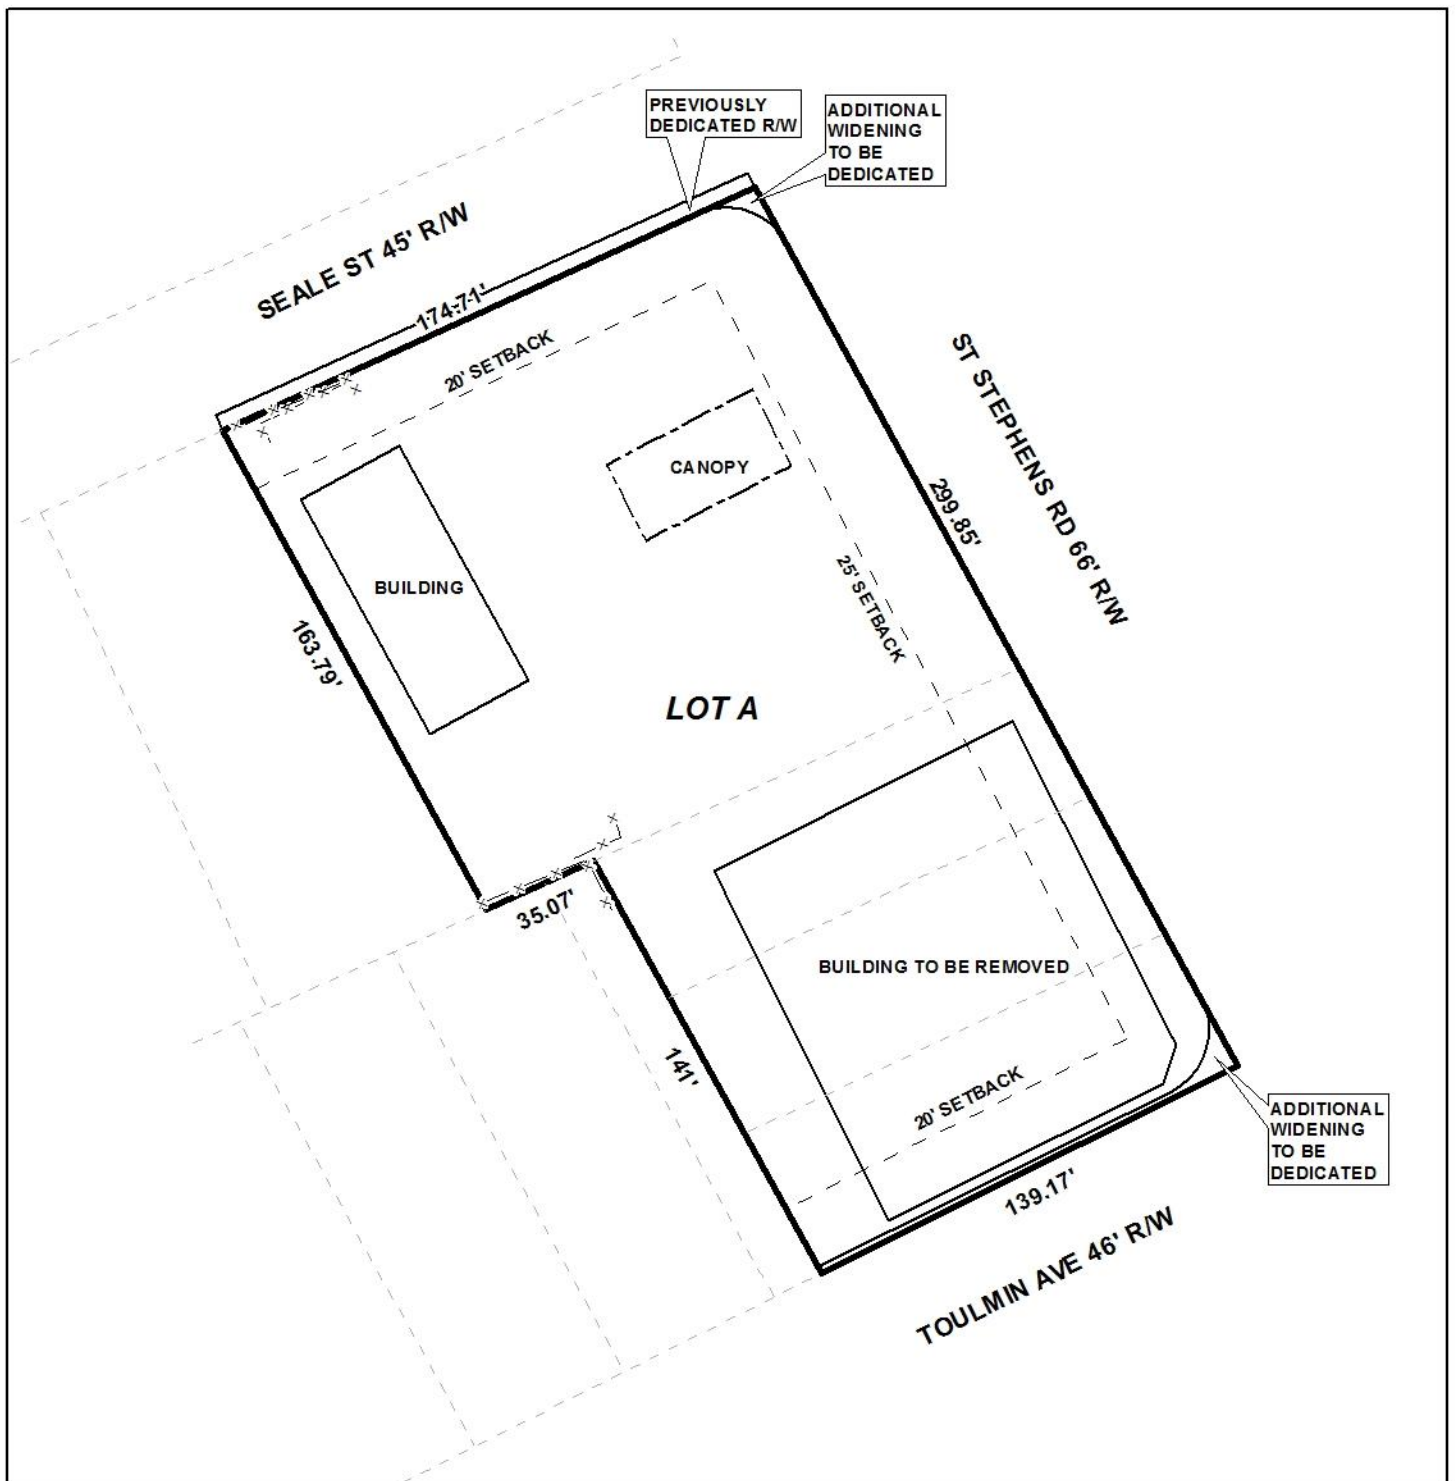 PREVIOUSLY
DEDICATED R/W
ADDITIONAL
WIDENING
TO BE
DEDICATED
SEALE ST 45' R/W
174.71'
20' SETBACK
ST STEPHENS RD 66' R/W
CANOPY
299.85'
25' SETBACK
BUILDING
163.79'
LOT A
35.07'
BUILDING TO BE REMOVED
141'
20' SETBACK
ADDITIONAL
WIDENING
TO BE
DEDICATED
139.17'
TOULMIN AVE 46' R/W